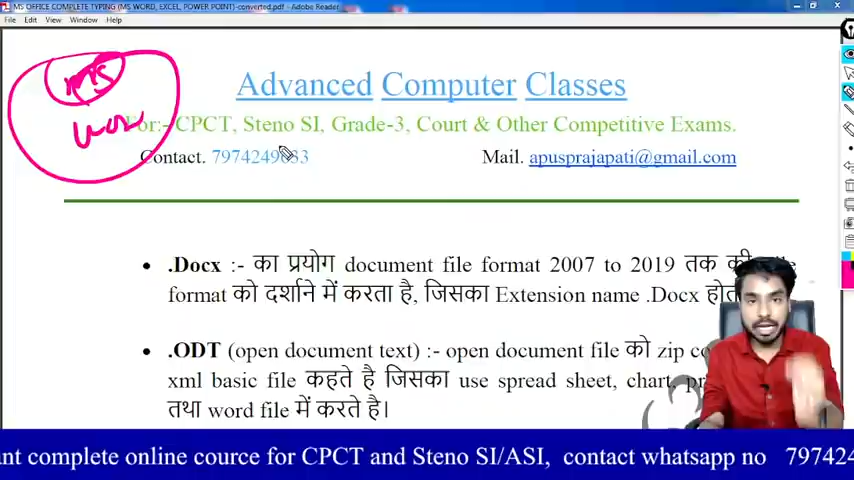 MS OFFICE COMPLETE TYPING (MS WORD, EXCEL, POWER POINT)-converted.pdf - Adobe Reader
File Edit View Window Help
Advanced Computer Classes
For:- CPCT, Steno SI, Grade-3, Court & Other Competitive Exams.
Contact. 7974249633 Mail. apusprajapati@gmail.com
• .Docx :- का प्रयोग document file format 2007 to 2019 तक की
format को दर्शाने में करता है, जिसका Extension name .Docx
• .ODT (open document text) :- open document file को zip
xml basic file कहते है जिसका use spread sheet, chart,
तथा word file में करते है।
nt complete online cource for CPCT and Steno SI/ASI, contact whatsapp no 79742